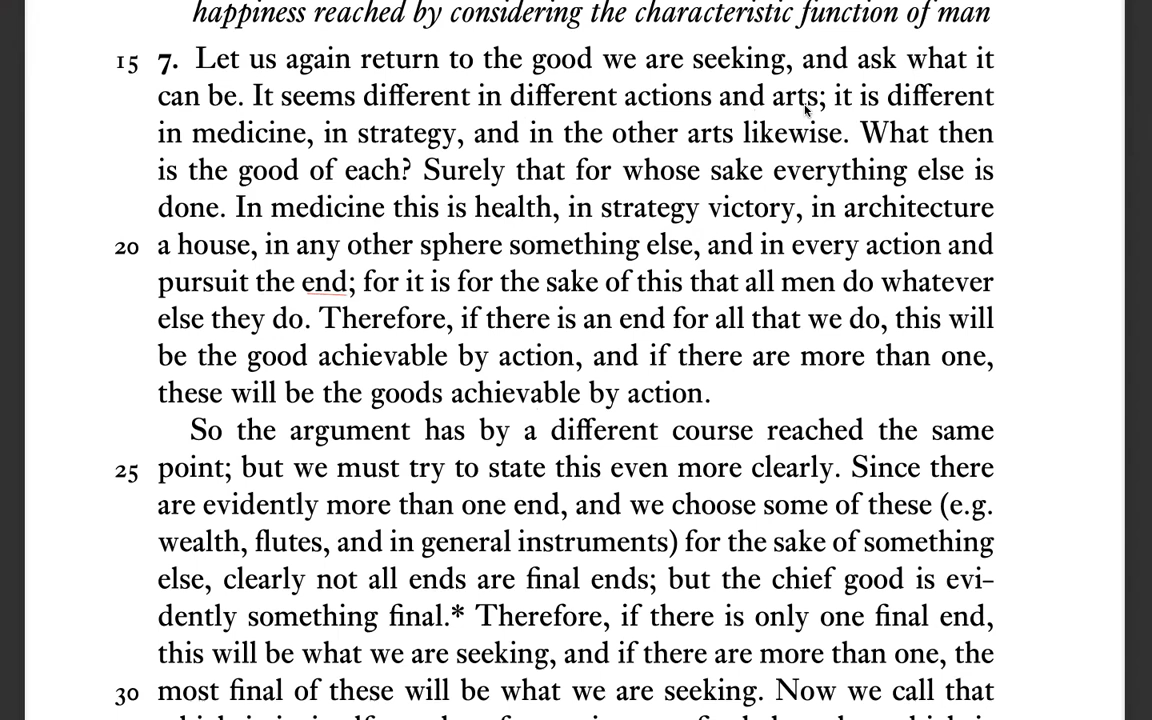 happiness reached by considering the characteristic function of man
15 7. Let us again return to the good we are seeking, and ask what it
can be. It seems different in different actions and arts; it is different
in medicine, in strategy, and in the other arts likewise. What then
is the good of each? Surely that for whose sake everything else is
done. In medicine this is health, in strategy victory, in architecture
20 a house, in any other sphere something else, and in every action and
pursuit the end; for it is for the sake of this that all men do whatever
else they do. Therefore, if there is an end for all that we do, this will
be the good achievable by action, and if there are more than one,
these will be the goods achievable by action.
So the argument has by a different course reached the same
25 point; but we must try to state this even more clearly. Since there
are evidently more than one end, and we choose some of these (e.g.
wealth, flutes, and in general instruments) for the sake of something
else, clearly not all ends are final ends; but the chief good is evi-
dently something final.* Therefore, if there is only one final end,
this will be what we are seeking, and if there are more than one, the
30 most final of these will be what we are seeking. Now we call that